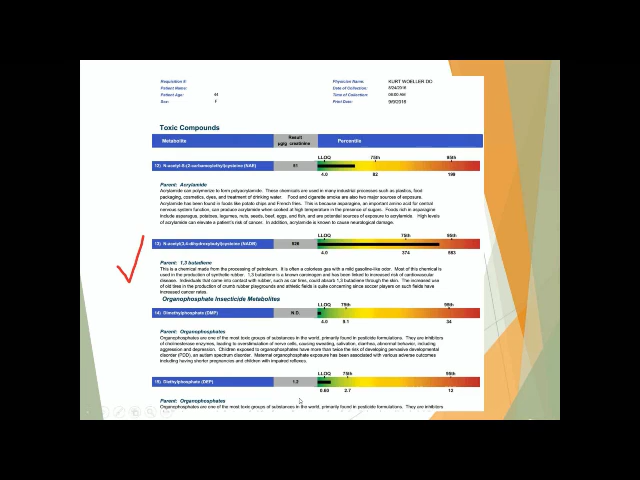 Requisition #:
Physician Name: KURT WOELLER DO
Patient Name:
Date of Collection: 8/24/2016
Patient Age: 44
Time of Collection: 06:00 AM
Sex: F
Print Date: 9/9/2016
Toxic Compounds
Metabolite
Result
µg/g creatinine
Percentile
LLOQ 75th 95th
12) N-acetyl-S-(2-carbamoylethyl)cysteine (NAE) 51
4.0 82 199
Parent: Acrylamide
Acrylamide can polymerize to form polyacrylamide. These chemicals are used in many industrial processes such as plastics, food
packaging, cosmetics, dyes, and treatment of drinking water. Food and cigarette smoke are also two major sources of exposure.
Acrylamide has been found in foods like potato chips and French fries. This is because asparagine, an important amino acid for central
nervous system function, can produce acrylamide when cooked at high temperature in the presence of sugars. Foods rich in asparagine
include asparagus, potatoes, legumes, nuts, seeds, beef, eggs, and fish, and are potential sources of exposure to acrylamide. High levels
of acrylamide can elevate a patient's risk of cancer. In addition, acrylamide is known to cause neurological damage.
LLOQ 75th 95th
13) N-acetyl(3,4-dihydroxybutyl)cysteine (NADB)
4.0 374 583
Parent: 1,3 butadiene
This is a chemical made from the processing of petroleum. It is often a colorless gas with a mild gasoline-like odor. Most of this chemical is
used in the production of synthetic rubber. 1,3 butadiene is a known carcinogen and has been linked to increased risk of cardiovascular
disease. Individuals that come into contact with rubber, such as car tires, could absorb 1,3 butadiene through the skin. The increased use
of old tires in the production of crumb rubber playgrounds and athletic fields is quite concerning since soccer players on such fields have
increased cancer rates.
Organophosphate Insecticide Metabolites
LLOQ 75th 95th
14) Dimethylphosphate (DMP) N.D.
4.0 9.1 34
Parent: Organophosphates
Organophosphates are one of the most toxic groups of substances in the world, primarily found in pesticide formulations. They are inhibitors
of cholinesterase enzymes, leading to overstimulation of nerve cells, causing sweating, salivation, diarrhea, abnormal behavior, including
aggression and depression. Children exposed to organophosphates have more than twice the risk of developing pervasive developmental
disorder (PDD), an autism spectrum disorder. Maternal organophosphate exposure has been associated with various adverse outcomes
including having shorter pregnancies and children with impaired reflexes.
LLOQ 75th 95th
15) Diethylphosphate (DEP) 1.2
0.60 2.7 12
Parent: Organophosphates
Organophosphates are one of the most toxic groups of substances in the world, primarily found in pesticide formulations. They are inhibitors